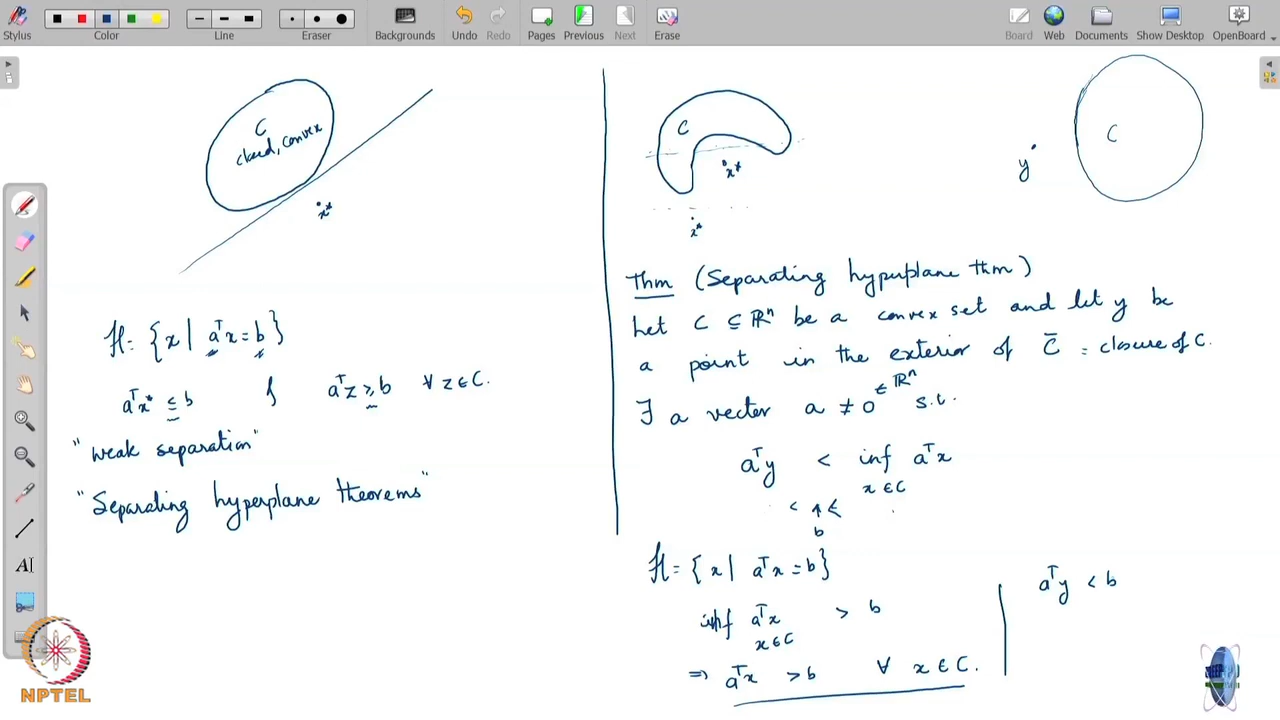 Stylus
Color
Line
Eraser
Backgrounds
Undo
Redo
Pages
Previous
Next
Erase
Board
Web
Documents
Show Desktop
OpenBoard
C
closed, convex
x*
H = {x | aᵀx = b}
aᵀx* ≤ b & aᵀz ≥ b ∀ z ∈ C.
"weak separation"
"Separating hyperplane theorems"
C
x*
x*
y
C
Thm (Separating hyperplane thm)
Let C ⊆ ℝⁿ be a convex set and let y be
a point in the exterior of C̄ = closure of C.
∃ a vector a ≠ 0 ∈ ℝⁿ s.t.
aᵀy < inf aᵀx
x ∈ C
< ↑ ≤
b
H = {x | aᵀx = b}
inf aᵀx > b
x ∈ C
⇒ aᵀx > b ∀ x ∈ C.
aᵀy < b
NPTEL